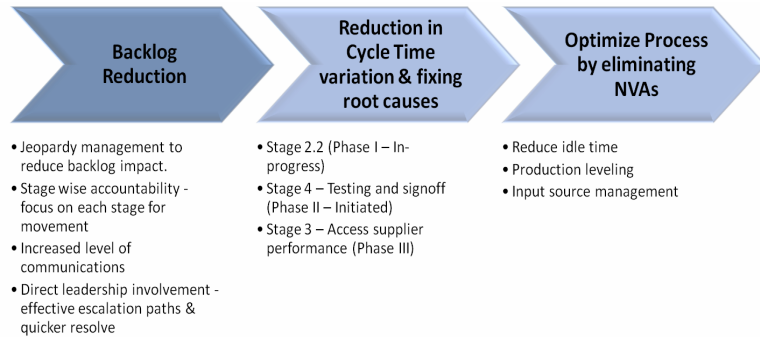 Backlog
Reduction
Reduction in
Cycle Time
variation & fixing
root causes
Optimize Process
by eliminating
NVAs
• Jeopardy management to
reduce backlog impact.
• Stage wise accountability -
focus on each stage for
movement
• Increased level of
communications
• Direct leadership involvement -
effective escalation paths &
quicker resolve
• Stage 2.2 (Phase I – In-
progress)
• Stage 4 – Testing and signoff
(Phase II – Initiated)
• Stage 3 – Access supplier
performance (Phase III)
• Reduce idle time
• Production leveling
• Input source management